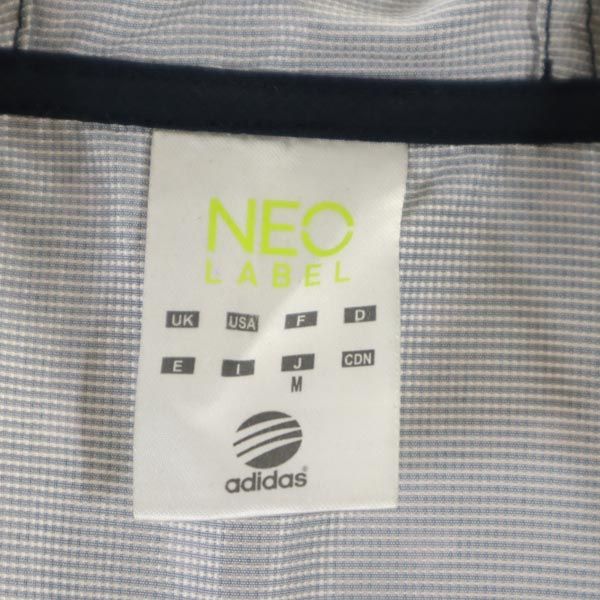 NEO
LABEL
UK USA F D
E I J CDN
M
adidas®